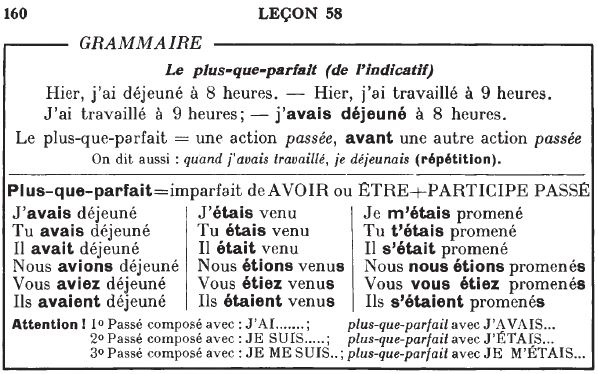 160 LEÇON 58
GRAMMAIRE
Le plus-que-parfait (de l'indicatif)
Hier, j'ai déjeuné à 8 heures. — Hier, j'ai travaillé à 9 heures.
J'ai travaillé à 9 heures; — j'avais déjeuné à 8 heures.
Le plus-que-parfait = une action passée, avant une autre action passée
On dit aussi : quand j'avais travaillé, je déjeunais (répétition).
Plus-que-parfait=imparfait de AVOIR ou ÊTRE+PARTICIPE PASSÉ
J'avais déjeuné J'étais venu Je m'étais promené
Tu avais déjeuné Tu étais venu Tu t'étais promené
Il avait déjeuné Il était venu Il s'était promené
Nous avions déjeuné Nous étions venus Nous nous étions promenés
Vous aviez déjeuné Vous étiez venus Vous vous étiez promenés
Ils avaient déjeuné Ils étaient venus Ils s'étaient promenés
Attention ! 1º Passé composé avec : J'AI.......; plus-que-parfait avec J'AVAIS...
2º Passé composé avec : JE SUIS.....; plus-que-parfait avec J'ÉTAIS...
3º Passé composé avec : JE ME SUIS..; plus-que-parfait avec JE M'ÉTAIS...